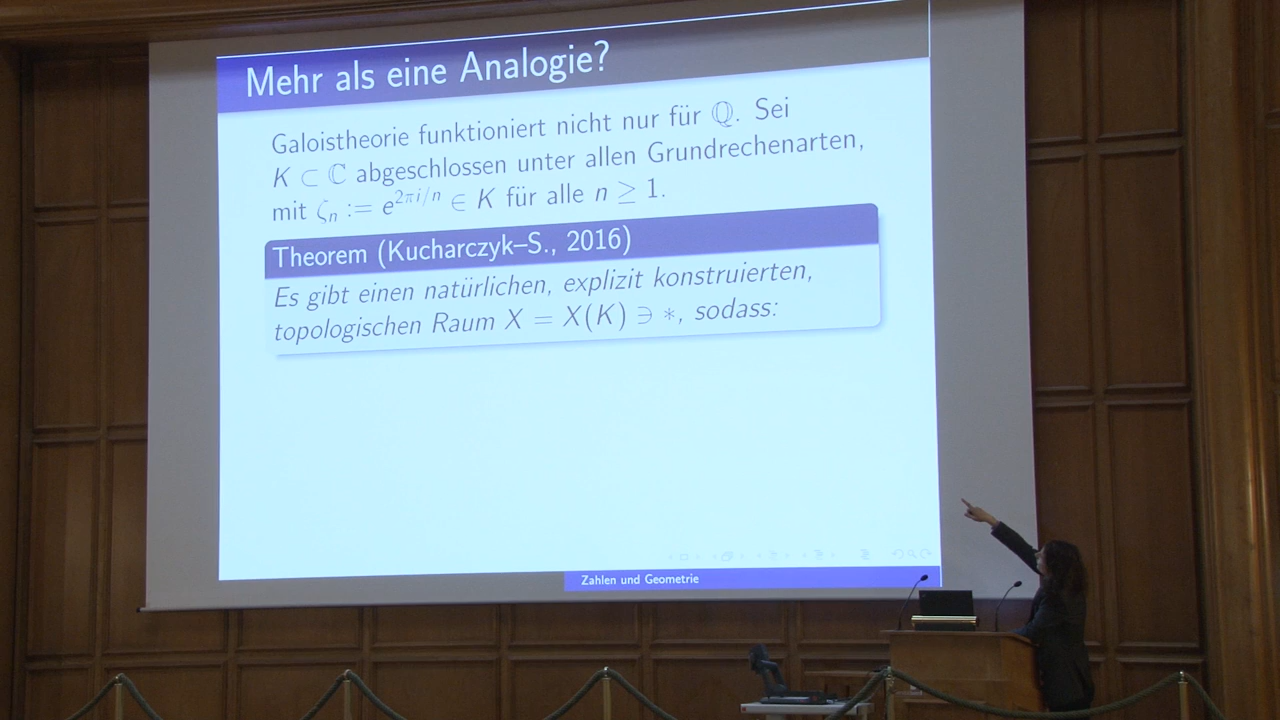 Mehr als eine Analogie?
Galoistheorie funktioniert nicht nur für ℚ. Sei
K ⊂ ℂ abgeschlossen unter allen Grundrechenarten,
mit ζₙ := e^{2πi/n} ∈ K für alle n ≥ 1.
Theorem (Kucharczyk–S., 2016)
Es gibt einen natürlichen, explizit konstruierten,
topologischen Raum X = X(K) ∋ ∗, sodass:
Zahlen und Geometrie